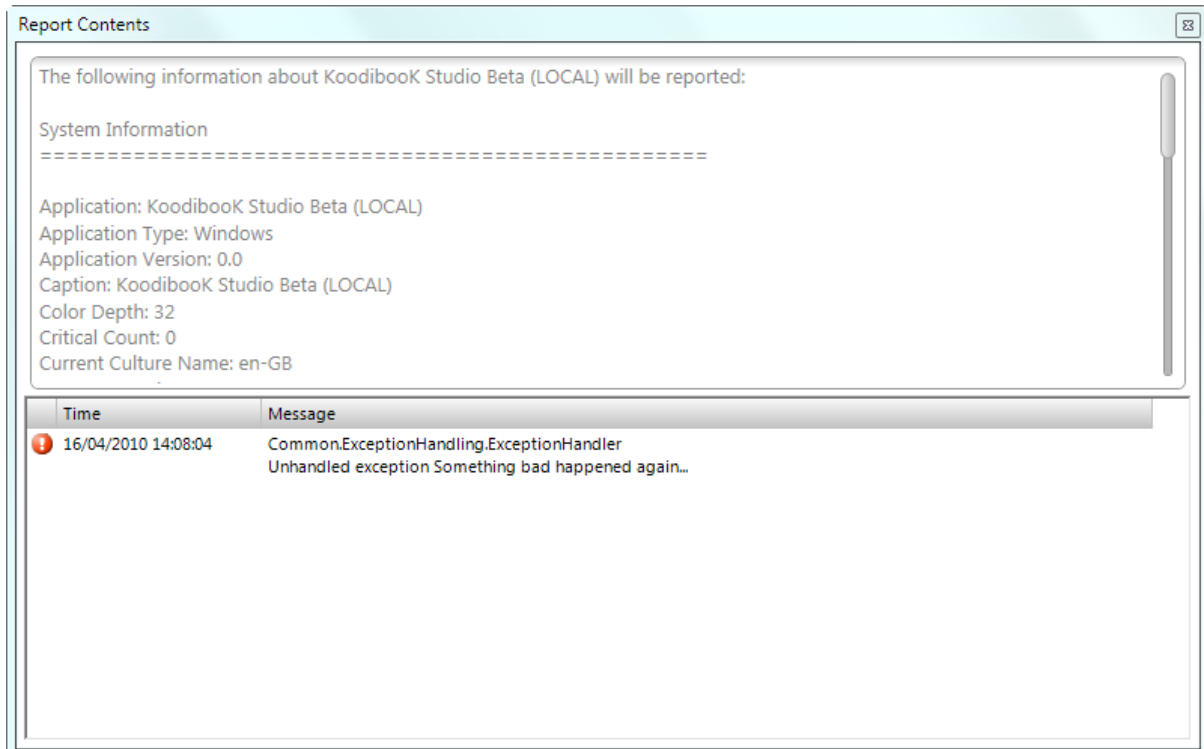 Report Contents
The following information about KoodibooK Studio Beta (LOCAL) will be reported:
System Information
==================================================
Application: KoodibooK Studio Beta (LOCAL)
Application Type: Windows
Application Version: 0.0
Caption: KoodibooK Studio Beta (LOCAL)
Color Depth: 32
Critical Count: 0
Current Culture Name: en-GB
Time Message
16/04/2010 14:08:04 Common.ExceptionHandling.ExceptionHandler
Unhandled exception Something bad happened again...